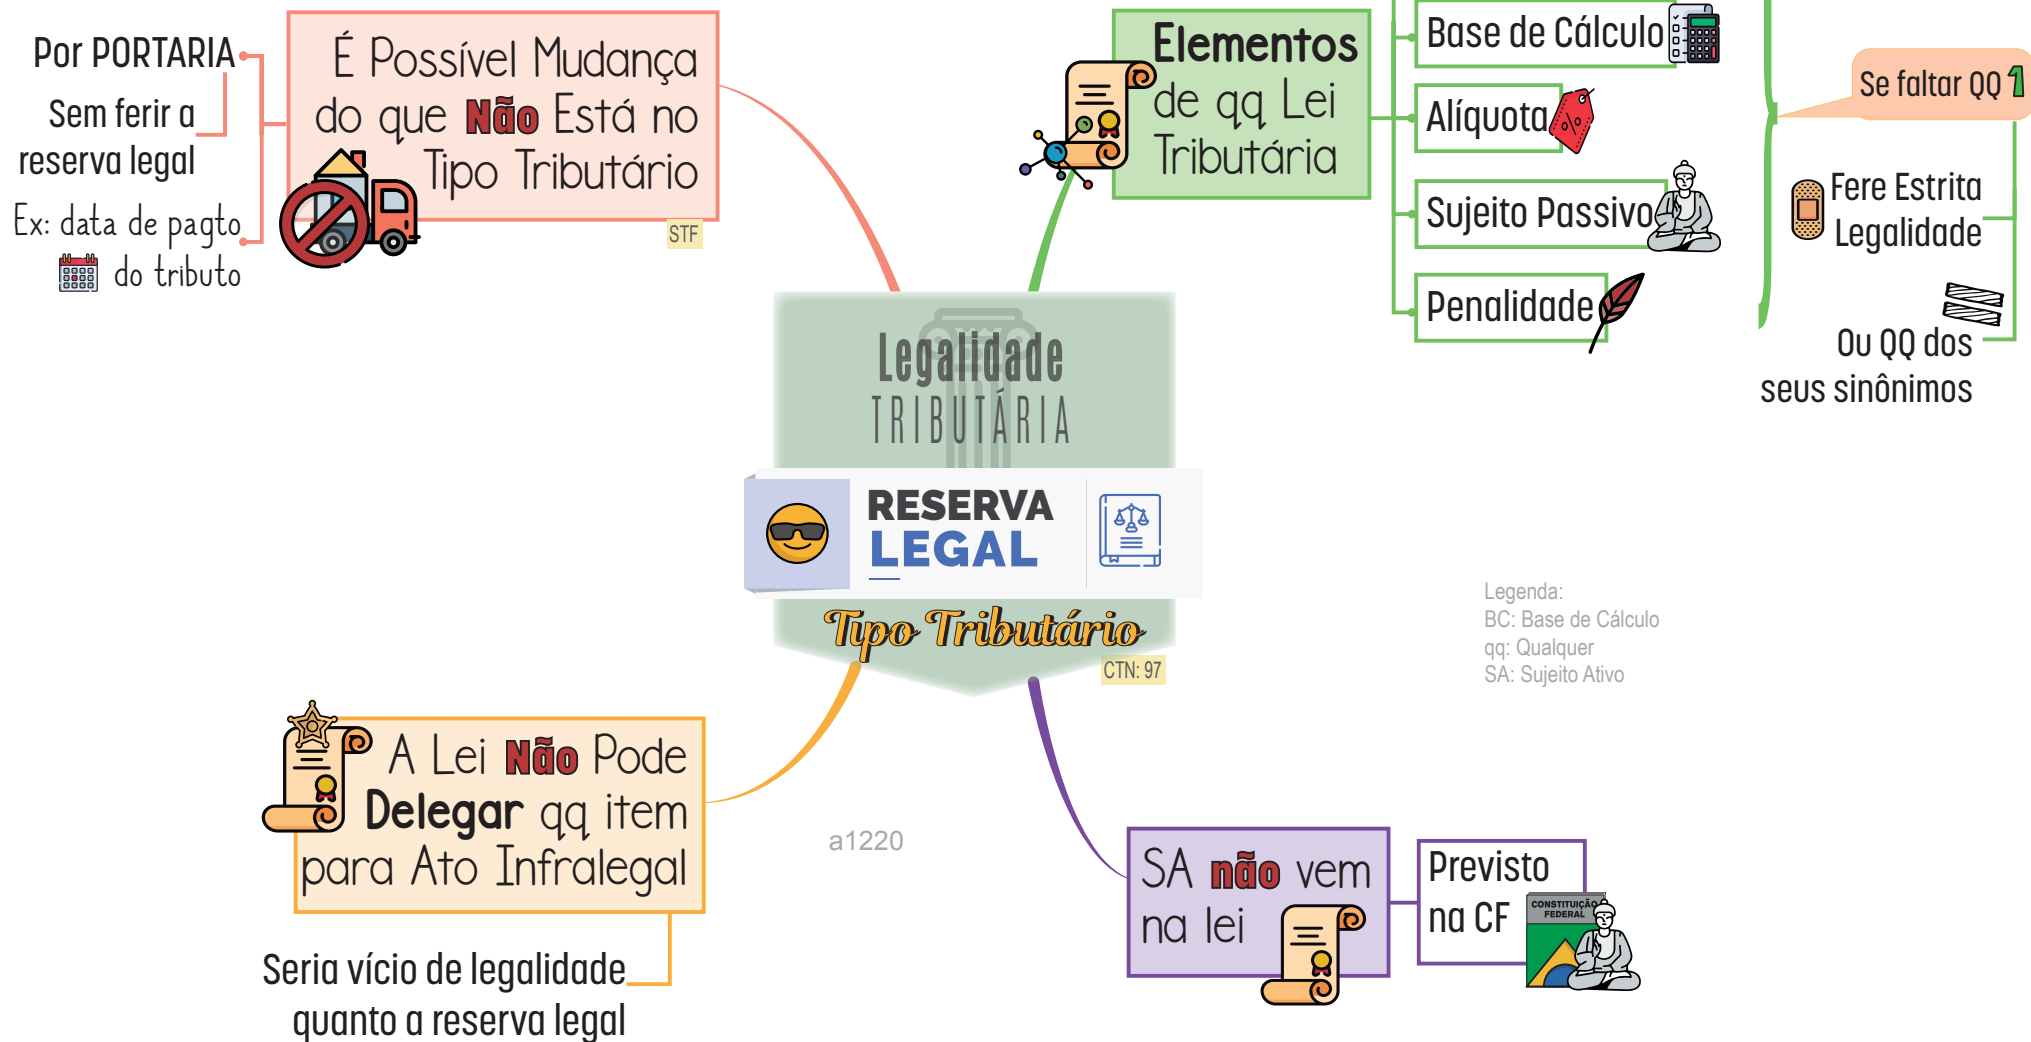 Por PORTARIA
Sem ferir a
reserva legal
Ex: data de pagto
do tributo
É Possível Mudança
do que Não Está no
Tipo Tributário
STF
Elementos
de qq Lei
Tributária
Base de Cálculo
Alíquota
Sujeito Passivo
Penalidade
Se faltar QQ 1
Fere Estrita
Legalidade
Ou QQ dos
seus sinônimos
Legalidade
TRIBUTÁRIA
RESERVA
LEGAL
Tipo Tributário
CTN: 97
Legenda:
BC: Base de Cálculo
qq: Qualquer
SA: Sujeito Ativo
A Lei Não Pode
Delegar qq item
para Ato Infralegal
Seria vício de legalidade
quanto a reserva legal
a1220
SA não vem
na lei
Previsto
na CF
CONSTITUIÇÃO
FEDERAL